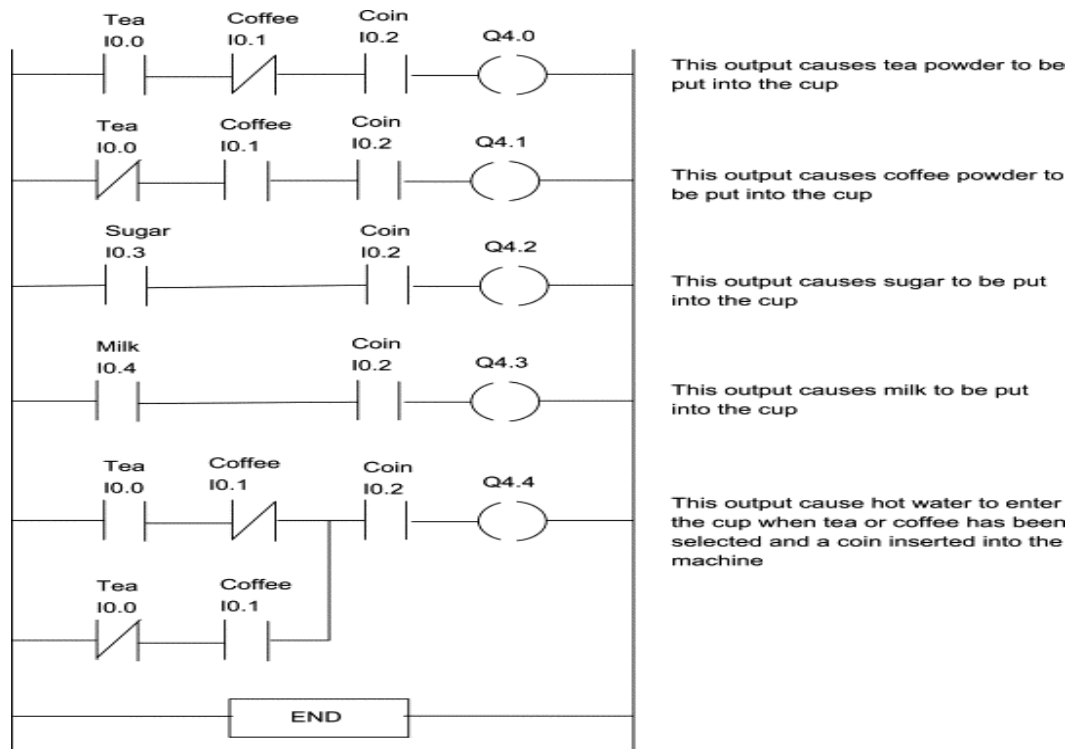 Tea Coffee Coin
I0.0 I0.1 I0.2 Q4.0
This output causes tea powder to be
put into the cup
Tea Coffee Coin
I0.0 I0.1 I0.2 Q4.1
This output causes coffee powder to
be put into the cup
Sugar Coin
I0.3 I0.2 Q4.2
This output causes sugar to be put
into the cup
Milk Coin
I0.4 I0.2 Q4.3
This output causes milk to be put
into the cup
Tea Coffee Coin
I0.0 I0.1 I0.2 Q4.4
This output cause hot water to enter
the cup when tea or coffee has been
selected and a coin inserted into the
machine
Tea Coffee
I0.0 I0.1
END